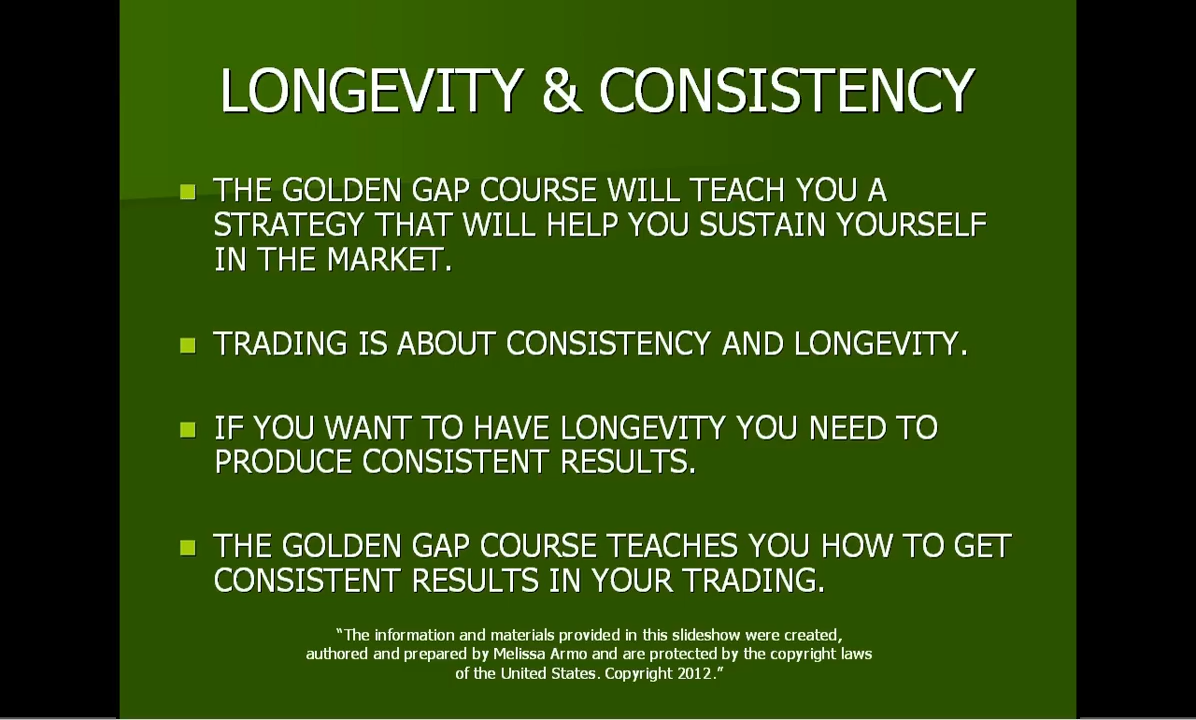 LONGEVITY & CONSISTENCY
THE GOLDEN GAP COURSE WILL TEACH YOU A
STRATEGY THAT WILL HELP YOU SUSTAIN YOURSELF
IN THE MARKET.
TRADING IS ABOUT CONSISTENCY AND LONGEVITY.
IF YOU WANT TO HAVE LONGEVITY YOU NEED TO
PRODUCE CONSISTENT RESULTS.
THE GOLDEN GAP COURSE TEACHES YOU HOW TO GET
CONSISTENT RESULTS IN YOUR TRADING.
“The information and materials provided in this slideshow were created,
authored and prepared by Melissa Armo and are protected by the copyright laws
of the United States. Copyright 2012.”